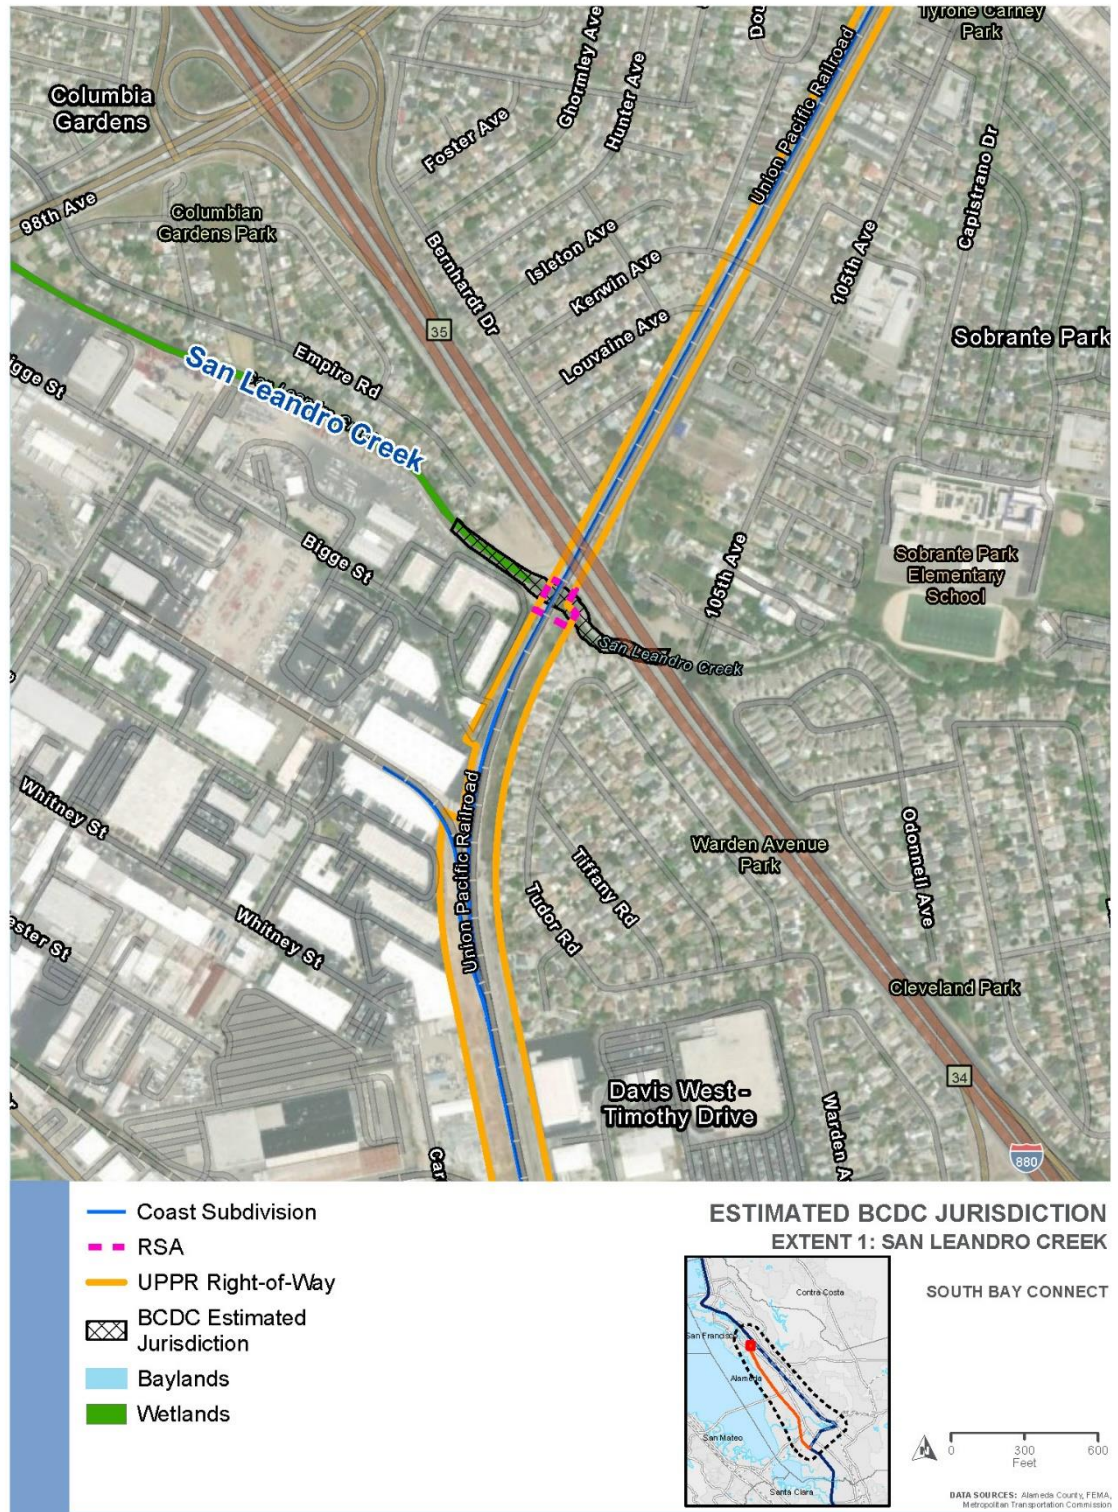 Tyrone Carney
Park
Ghormley Ave
Hunter Ave
Union Pacific Railroad
Columbia
Gardens
Foster Ave
Capistrano Dr
98th Ave
Columbian
Gardens Park
Bernhardt Dr
Isleton Ave
105th Ave
Kerwin Ave
35
Louvaine Ave
Sobrante Park
Empire Rd
San Leandro Creek
Bigge St
105th Ave
Sobrante Park
Elementary
School
San Leandro Creek
Whitney St
Union Pacific Railroad
Warden Avenue
Park
Tiffany Rd
Odonnell Ave
Tudor Rd
Whitney St
Cleveland Park
34
Davis West -
Timothy Drive
880
Coast Subdivision
RSA
UPPR Right-of-Way
BCDC Estimated
Jurisdiction
Baylands
Wetlands
ESTIMATED BCDC JURISDICTION
EXTENT 1: SAN LEANDRO CREEK
SOUTH BAY CONNECT
Contra Costa
San Francisco
Alameda
San Mateo
Santa Clara
N
0 300 600
Feet
DATA SOURCES: Alameda County, FEMA,
Metropolitan Transportation Commission